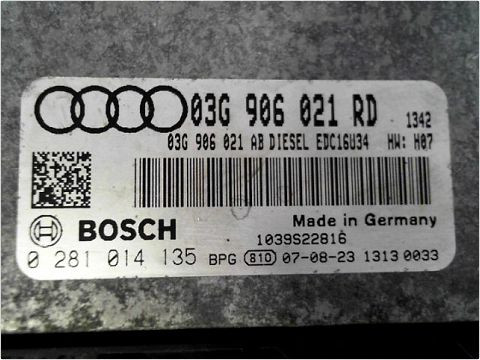 03G 906 021 RD 1342
03G 906 021 AB DIESEL EDC16U34 HW: H07
BOSCH Made in Germany
1039S22816
0 281 014 135 BPG 810 07-08-23 1313 0033